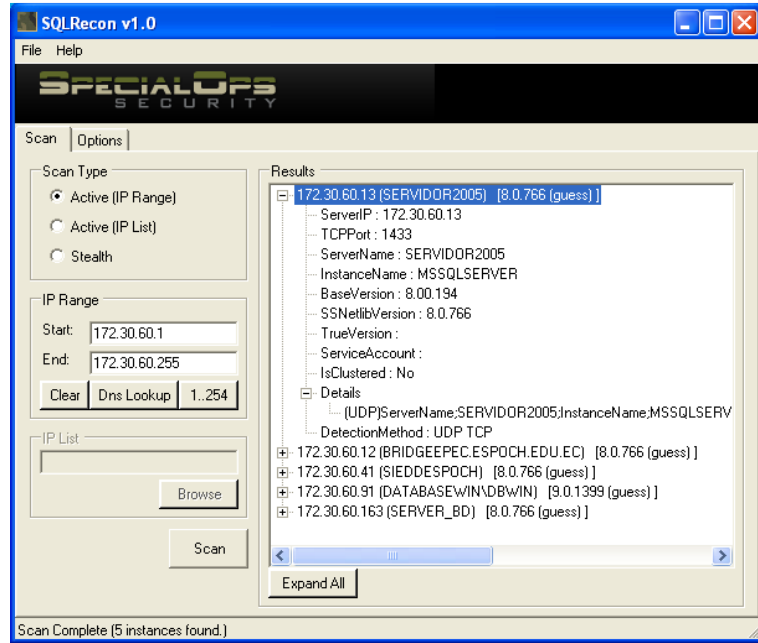 SQLRecon v1.0
File Help
SPECIALOPS
SECURITY
Scan Options
Scan Type
Active (IP Range)
Active (IP List)
Stealth
IP Range
Start: 172.30.60.1
End: 172.30.60.255
Clear Dns Lookup 1..254
IP List
Browse
Scan
Results
172.30.60.13 (SERVIDOR2005) [8.0.766 (guess) ]
ServerIP : 172.30.60.13
TCPPort : 1433
ServerName : SERVIDOR2005
InstanceName : MSSQLSERVER
BaseVersion : 8.00.194
SSNetlibVersion : 8.0.766
TrueVersion :
ServiceAccount :
IsClustered : No
Details
(UDP)ServerName;SERVIDOR2005;InstanceName;MSSQLSERV
DetectionMethod : UDP TCP
172.30.60.12 (BRIDGEEPEC.ESPOCH.EDU.EC) [8.0.766 (guess) ]
172.30.60.41 (SIEDDESPOCH) [8.0.766 (guess) ]
172.30.60.91 (DATABASEWIN\DBWIN) [9.0.1399 (guess) ]
172.30.60.163 (SERVER_BD) [8.0.766 (guess) ]
Expand All
Scan Complete (5 instances found.)